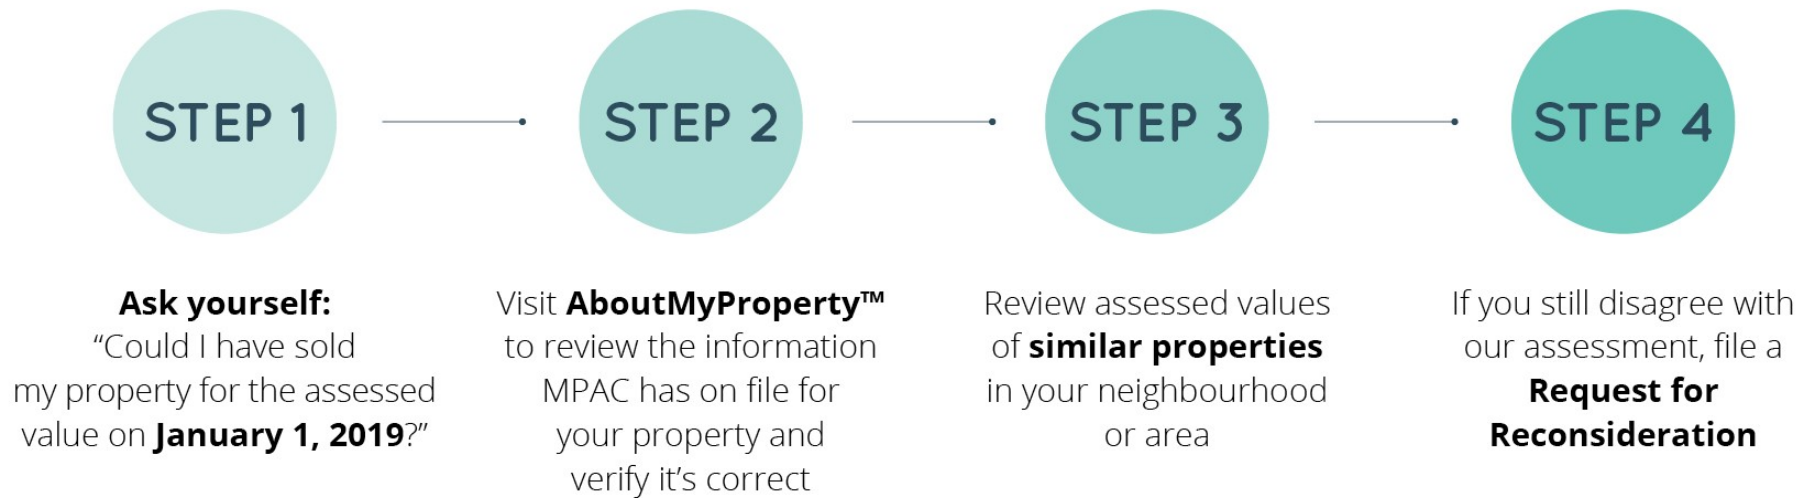 STEP 1
STEP 2
STEP 3
STEP 4
Ask yourself:
“Could I have sold
my property for the assessed
value on January 1, 2019?”
Visit AboutMyProperty™
to review the information
MPAC has on file for
your property and
verify it’s correct
Review assessed values
of similar properties
in your neighbourhood
or area
If you still disagree with
our assessment, file a
Request for
Reconsideration